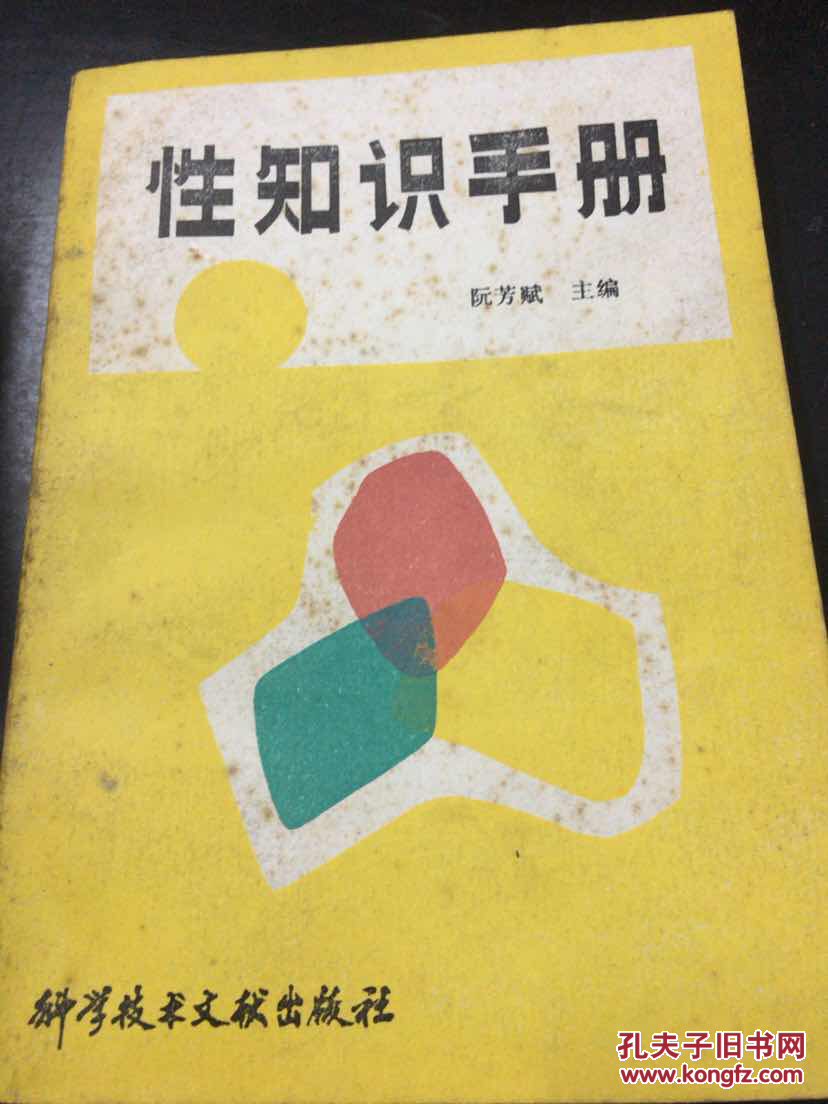 性知识手册
阮芳赋 主编
科学技术文献出版社
孔夫子旧书网
www.kongfz.com